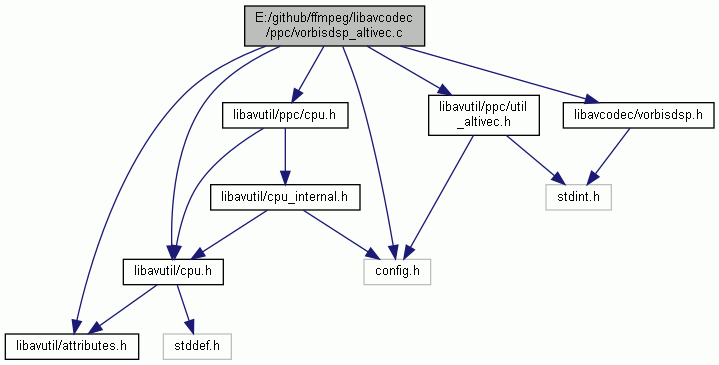 E:/github/ffmpeg/libavcodec
/ppc/vorbisdsp_altivec.c
libavutil/ppc/cpu.h
libavutil/ppc/util
_altivec.h
libavcodec/vorbisdsp.h
libavutil/cpu_internal.h
stdint.h
libavutil/cpu.h
config.h
libavutil/attributes.h
stddef.h